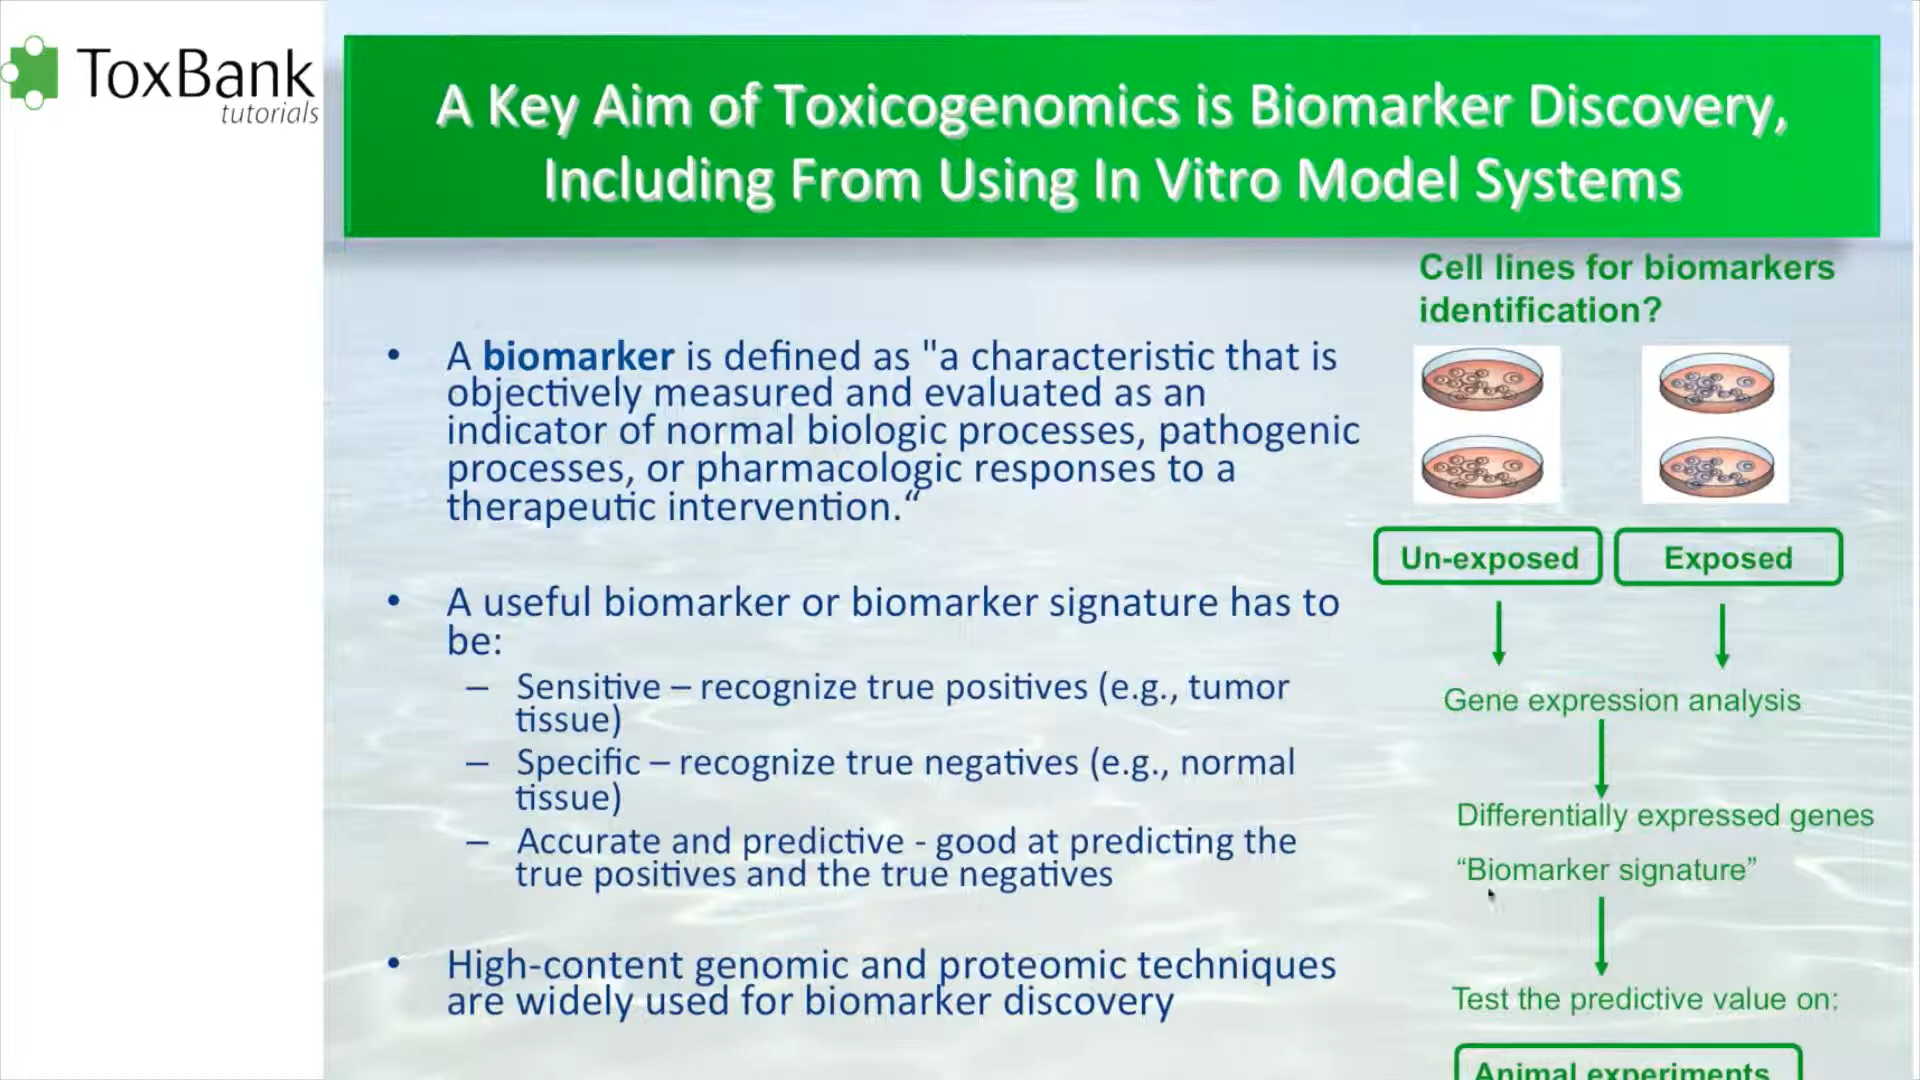 ToxBank
tutorials
A Key Aim of Toxicogenomics is Biomarker Discovery,
Including From Using In Vitro Model Systems
• A biomarker is defined as "a characteristic that is
objectively measured and evaluated as an
indicator of normal biologic processes, pathogenic
processes, or pharmacologic responses to a
therapeutic intervention.“
• A useful biomarker or biomarker signature has to
be:
– Sensitive – recognize true positives (e.g., tumor
tissue)
– Specific – recognize true negatives (e.g., normal
tissue)
– Accurate and predictive - good at predicting the
true positives and the true negatives
• High-content genomic and proteomic techniques
are widely used for biomarker discovery
Cell lines for biomarkers
identification?
Un-exposed
Exposed
Gene expression analysis
Differentially expressed genes
“Biomarker signature”
Test the predictive value on:
Animal experiments